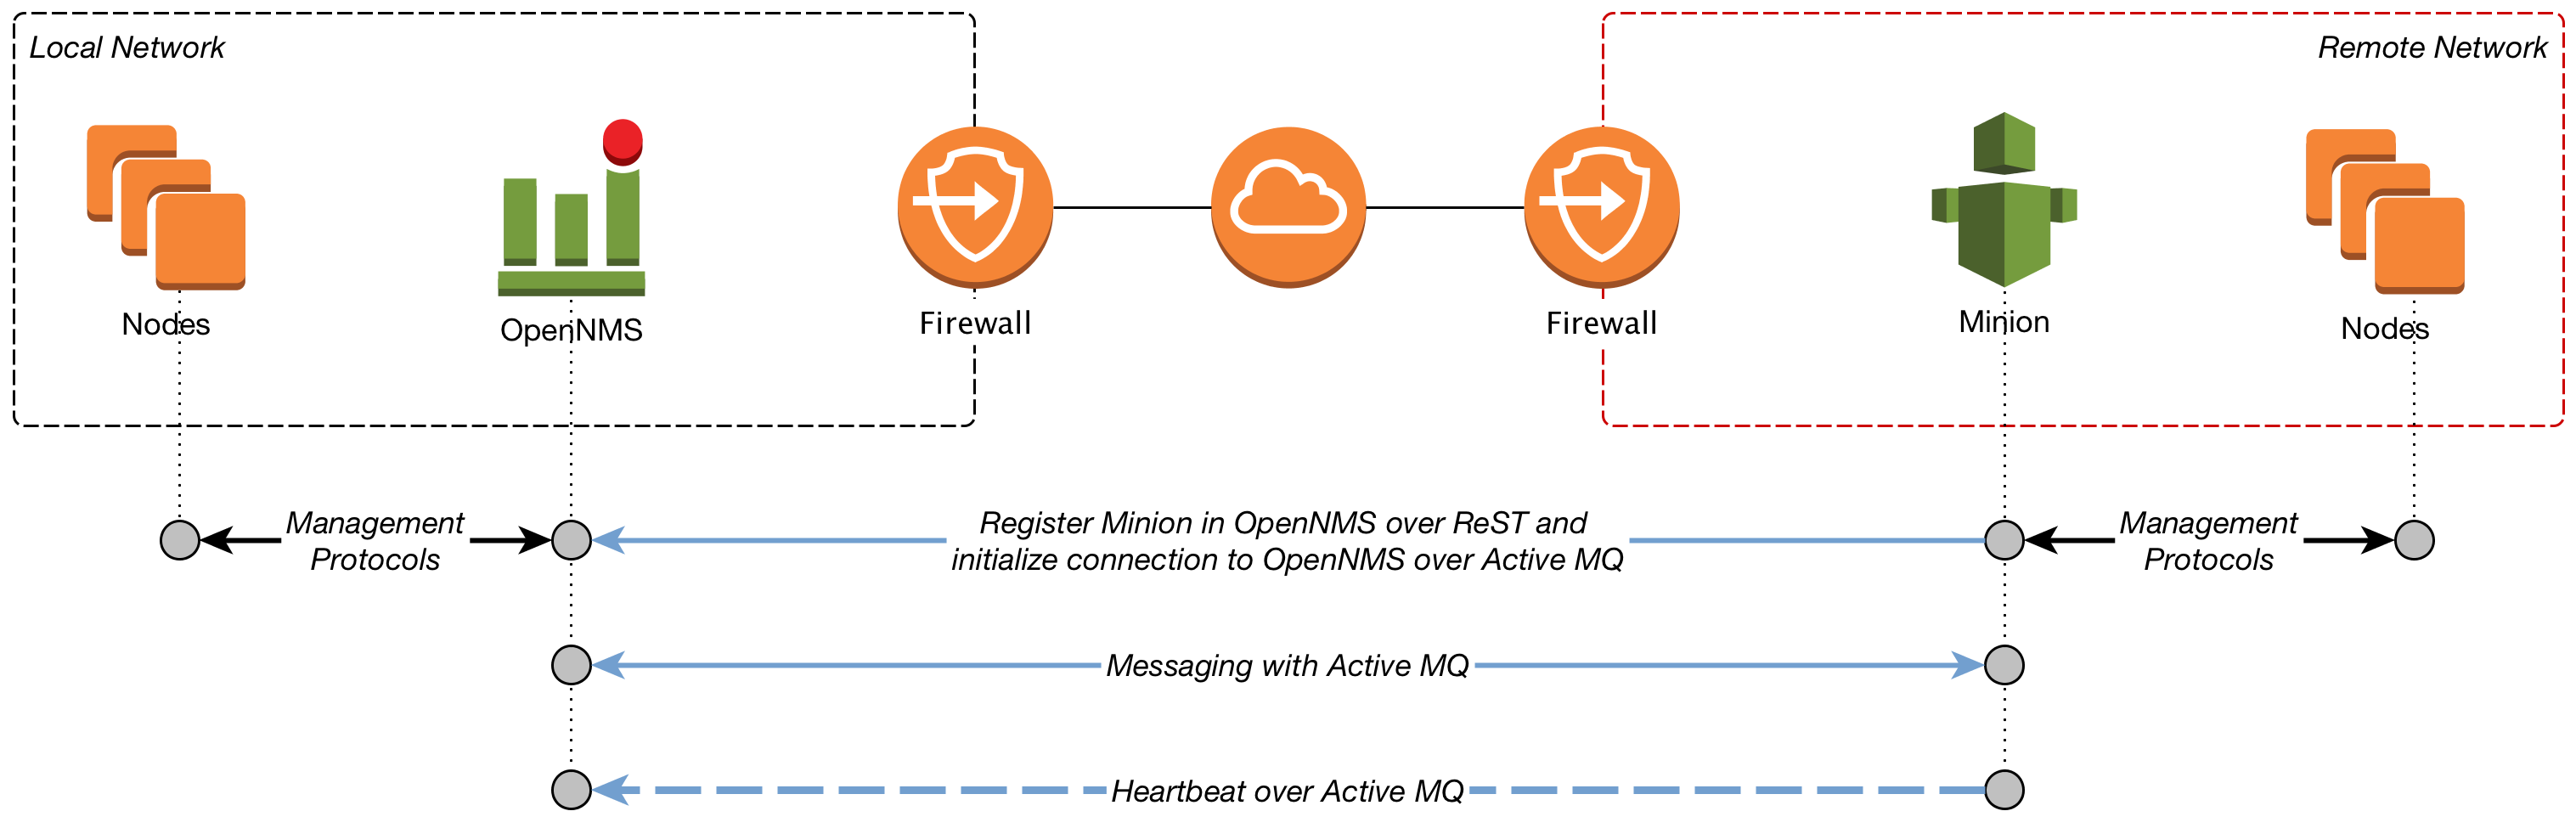 Local Network
Remote Network
Nodes
OpenNMS
Firewall
Firewall
Minion
Nodes
Management
Protocols
Register Minion in OpenNMS over ReST and
initialize connection to OpenNMS over Active MQ
Management
Protocols
Messaging with Active MQ
Heartbeat over Active MQ